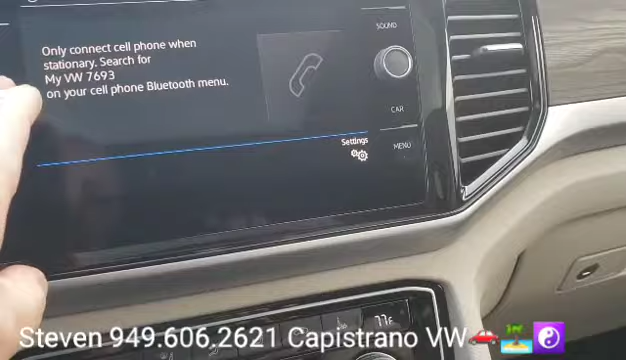 Only connect cell phone when
stationary. Search for
My VW 7693
on your cell phone Bluetooth menu.
SOUND
CAR
MENU
Settings
77F
Steven 949.606.2621 Capistrano VW🚗🏝️☯️